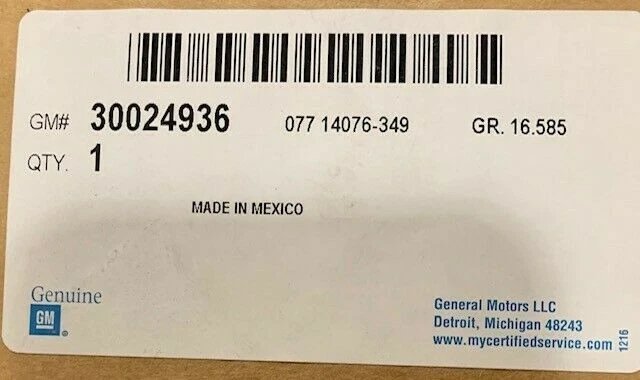 GM# 30024936 077 14076-349 GR. 16.585
QTY. 1
MADE IN MEXICO
Genuine
GM
®
General Motors LLC
Detroit, Michigan 48243
www.mycertifiedservice.com
1216